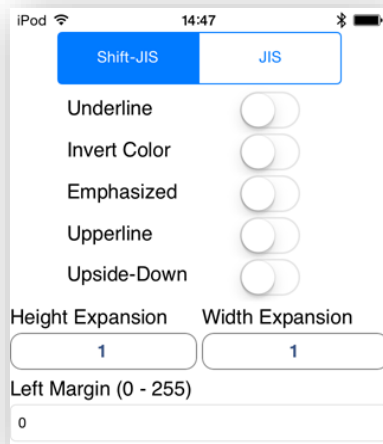 iPod 14:47
Shift-JIS JIS
Underline
Invert Color
Emphasized
Upperline
Upside-Down
Height Expansion Width Expansion
1 1
Left Margin (0 - 255)
0